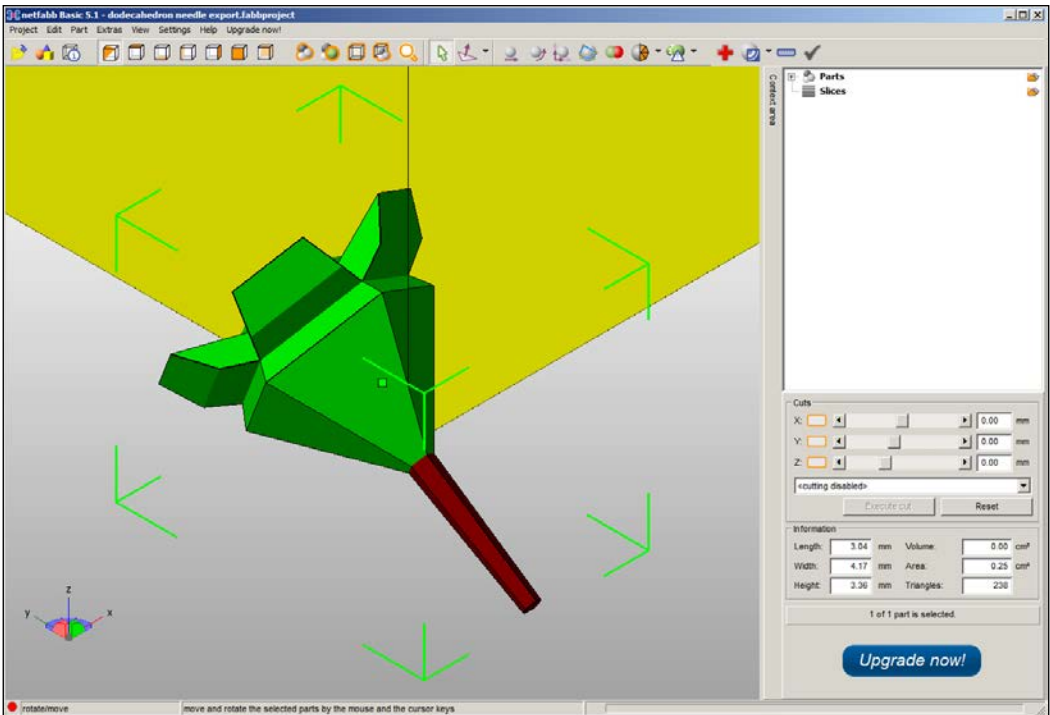 netfabb Basic 5.1 - dodecahedron needle export.fabbproject
Project Edit Part Extras View Settings Help Upgrade now!
Context area
Parts
Slices
Cuts
X: 0.00 mm
Y: 0.00 mm
Z: 0.00 mm
<cutting disabled>
Execute cut Reset
Information
Length: 3.04 mm Volume: 0.00 cm³
Width: 4.17 mm Area: 0.25 cm²
Height: 3.36 mm Triangles: 238
1 of 1 part is selected.
Upgrade now!
z
y x
rotate/move move and rotate the selected parts by the mouse and the cursor keys